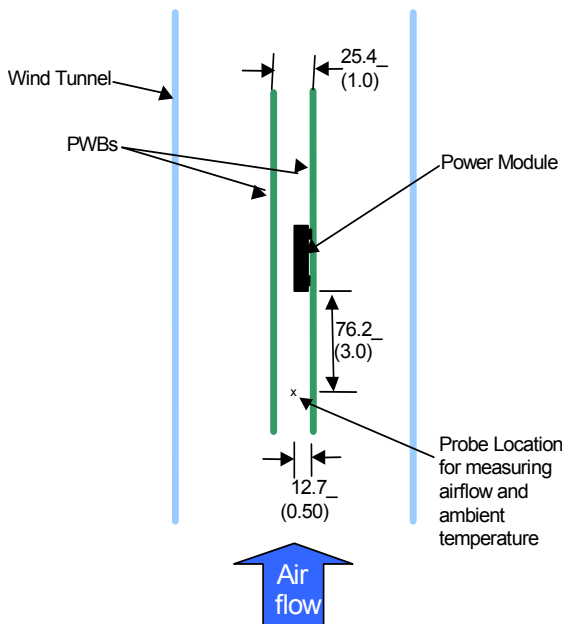 25.4_
(1.0)
Wind Tunnel
PWBs
Power Module
76.2_
(3.0)
x
Probe Location
for measuring
airflow and
ambient
temperature
12.7_
(0.50)
Air
flow